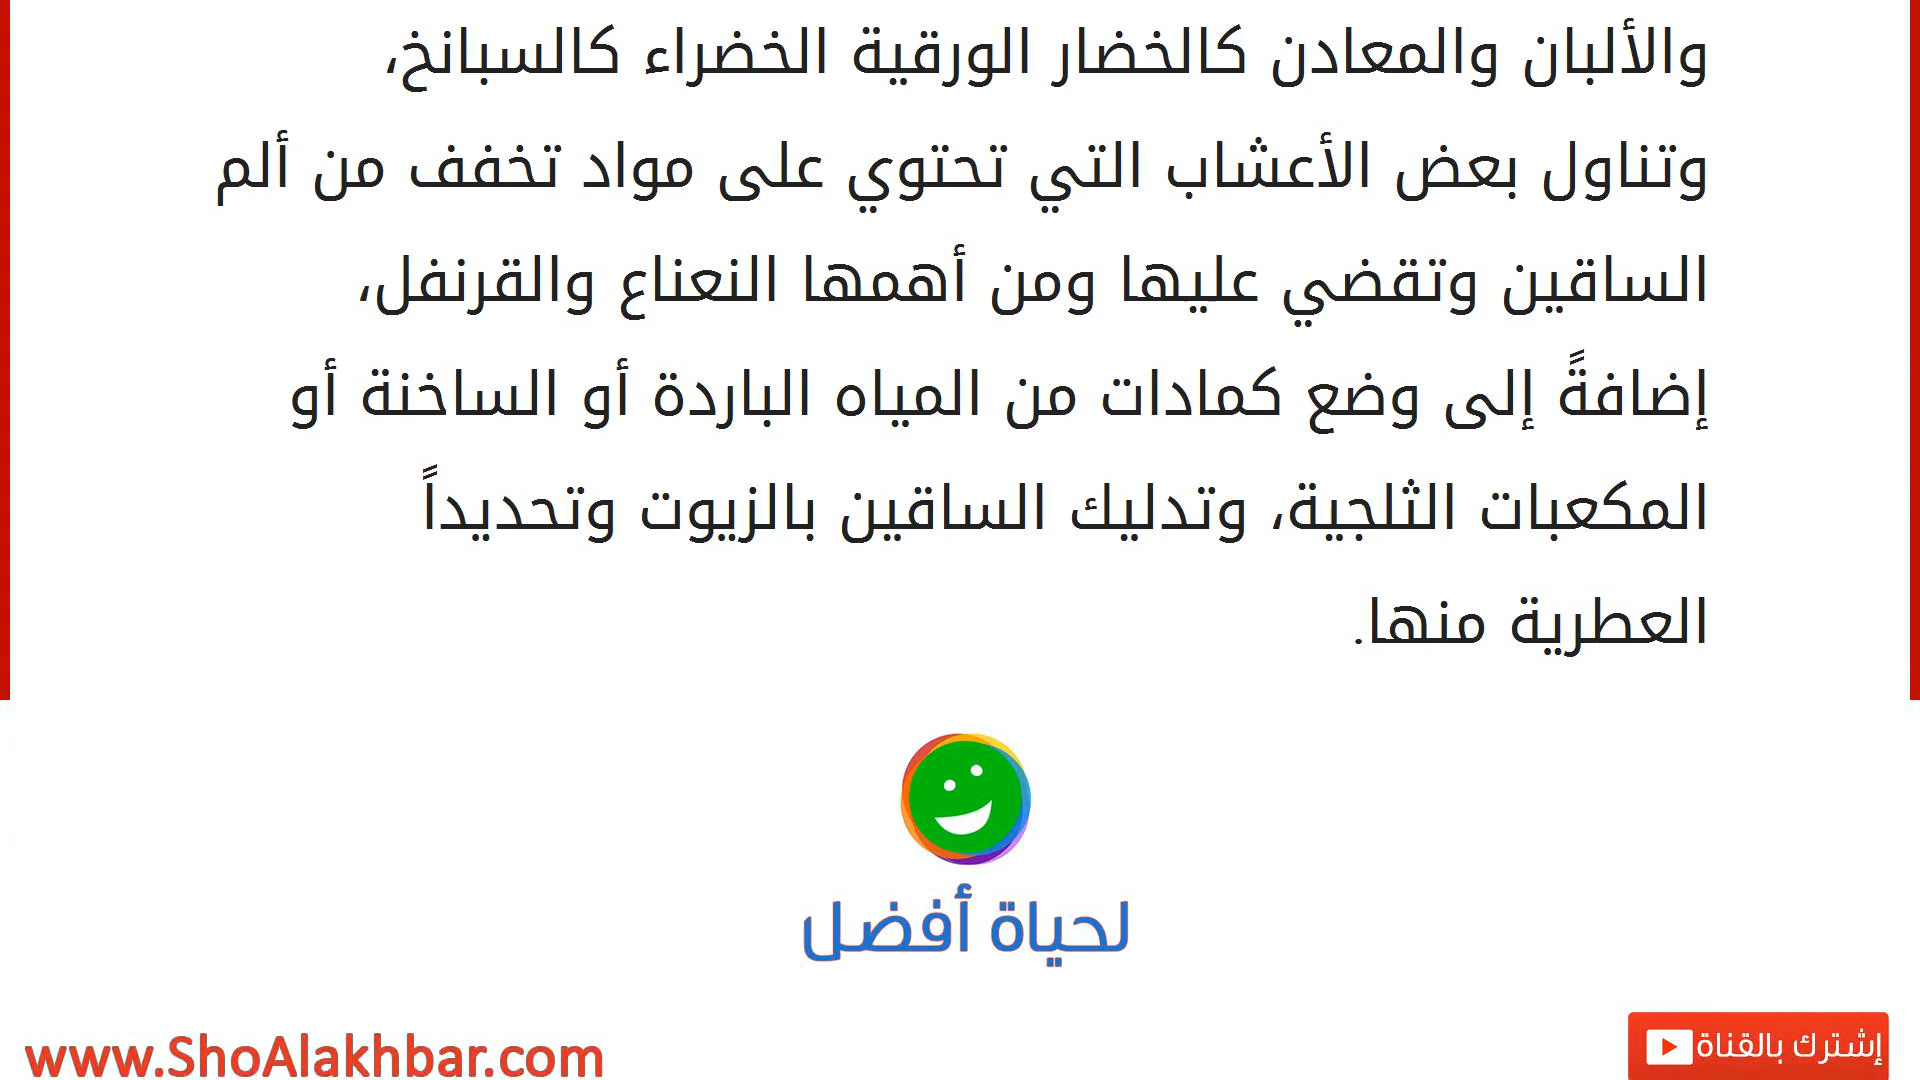 والألبان والمعادن كالخضار الورقية الخضراء كالسبانخ،
وتناول بعض الأعشاب التي تحتوي على مواد تخفف من ألم
الساقين وتقضي عليها ومن أهمها النعناع والقرنفل،
إضافةً إلى وضع كمادات من المياه الباردة أو الساخنة أو
المكعبات الثلجية، وتدليك الساقين بالزيوت وتحديداً
العطرية منها.
لحياة أفضل
www.ShoAlakhbar.com
إشترك بالقناة